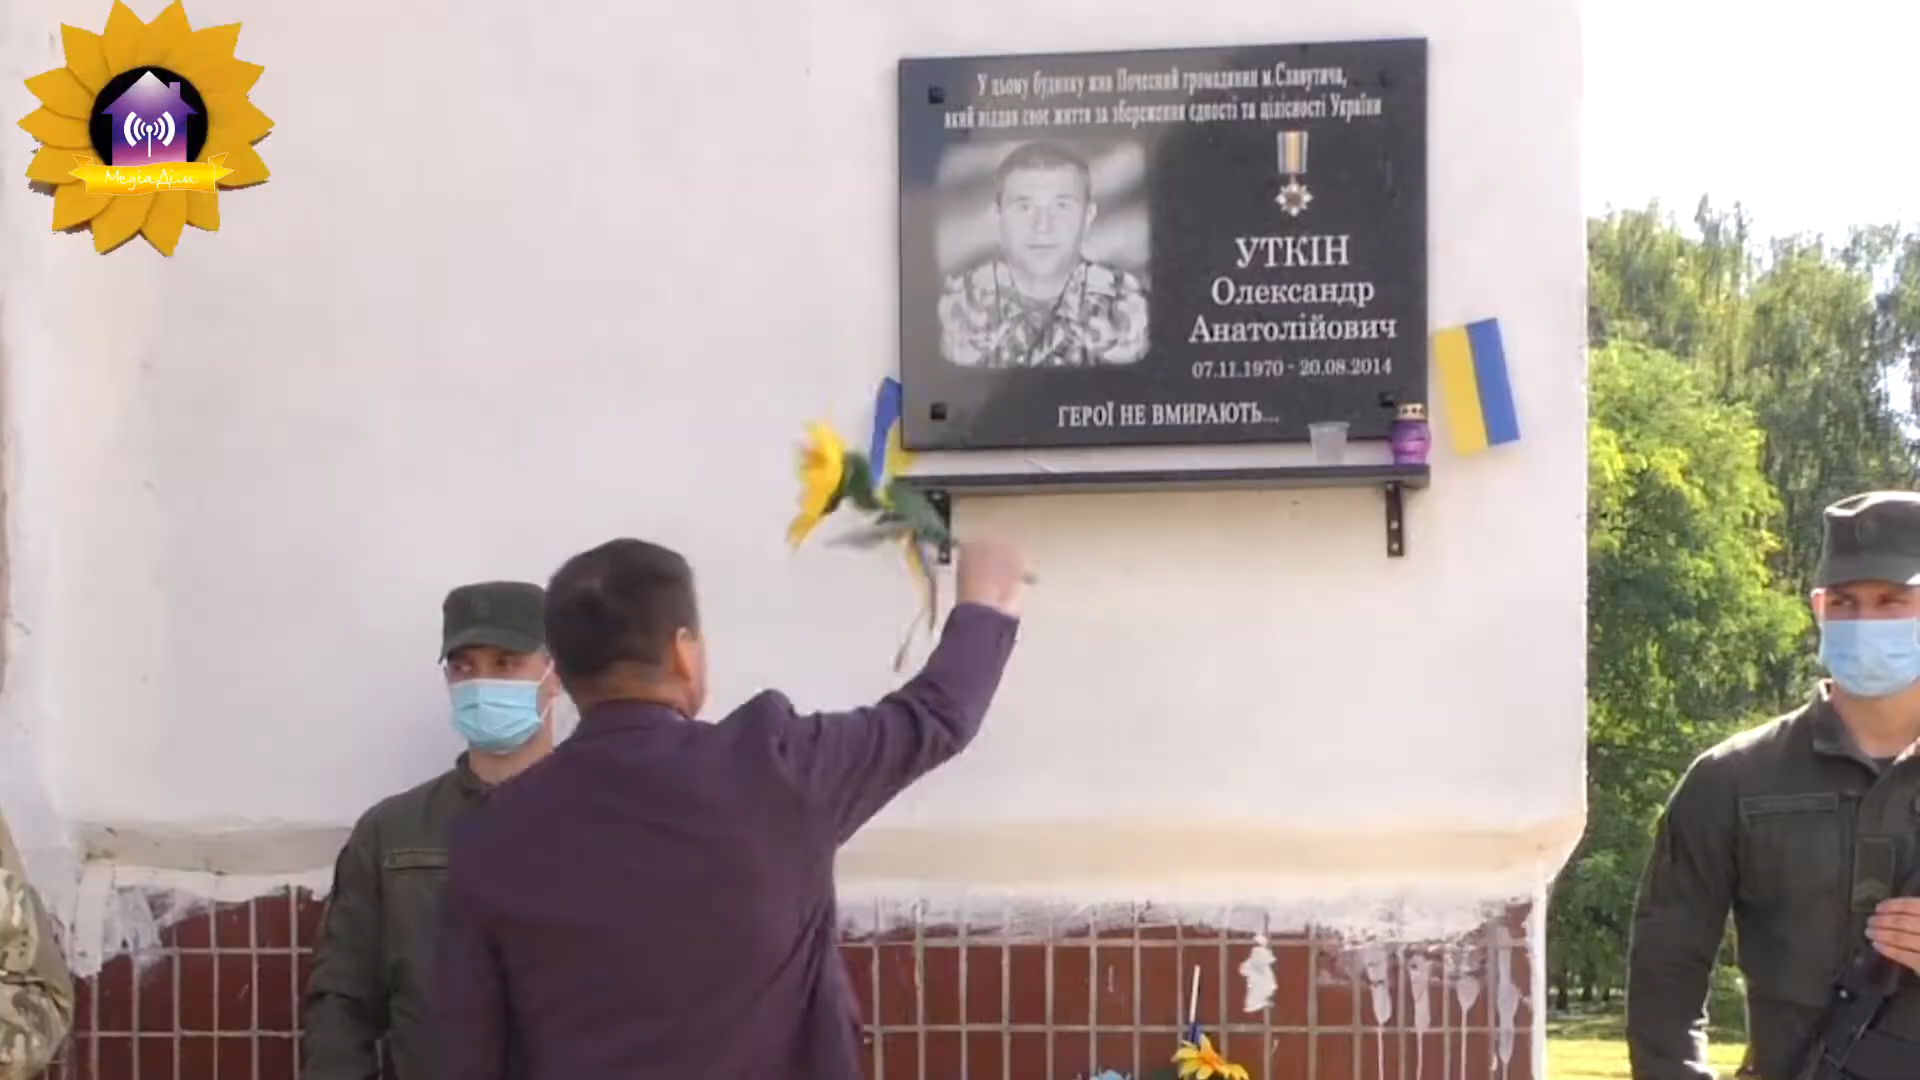 МедіаДім
У цьому будинку жив Почесний громадянин м.Славутича,
який віддав своє життя за збереження єдності та цілісності України
УТКІН
Олександр
Анатолійович
07.11.1970 - 20.08.2014
ГЕРОЇ НЕ ВМИРАЮТЬ...